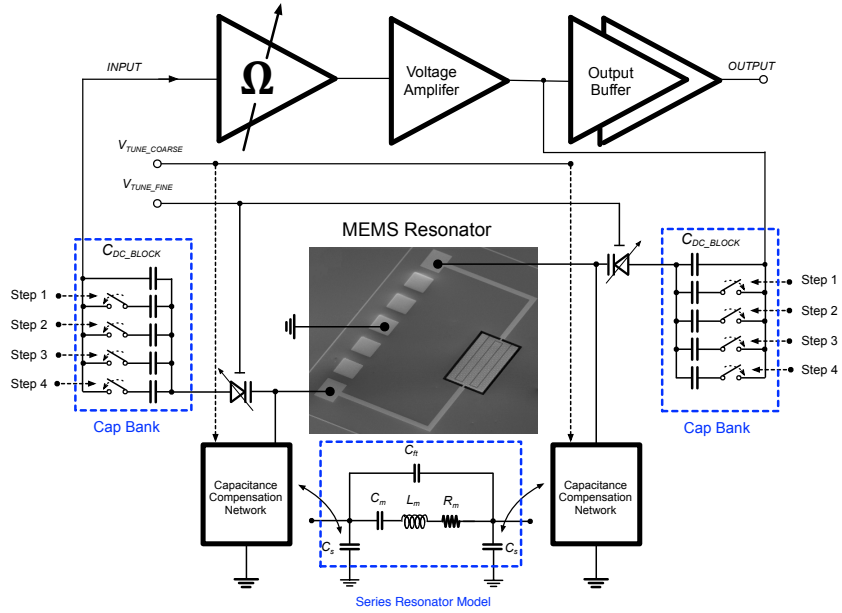 INPUT
Ω
Voltage
Amplifer
Output
Buffer
OUTPUT
VTUNE_COARSE
VTUNE_FINE
MEMS Resonator
CDC_BLOCK
CDC_BLOCK
Step 1
Step 2
Step 3
Step 4
Step 1
Step 2
Step 3
Step 4
Cap Bank
Cap Bank
Capacitance
Compensation
Network
Cft
Cm
Lm
Rm
Cs
Cs
Capacitance
Compensation
Network
Series Resonator Model